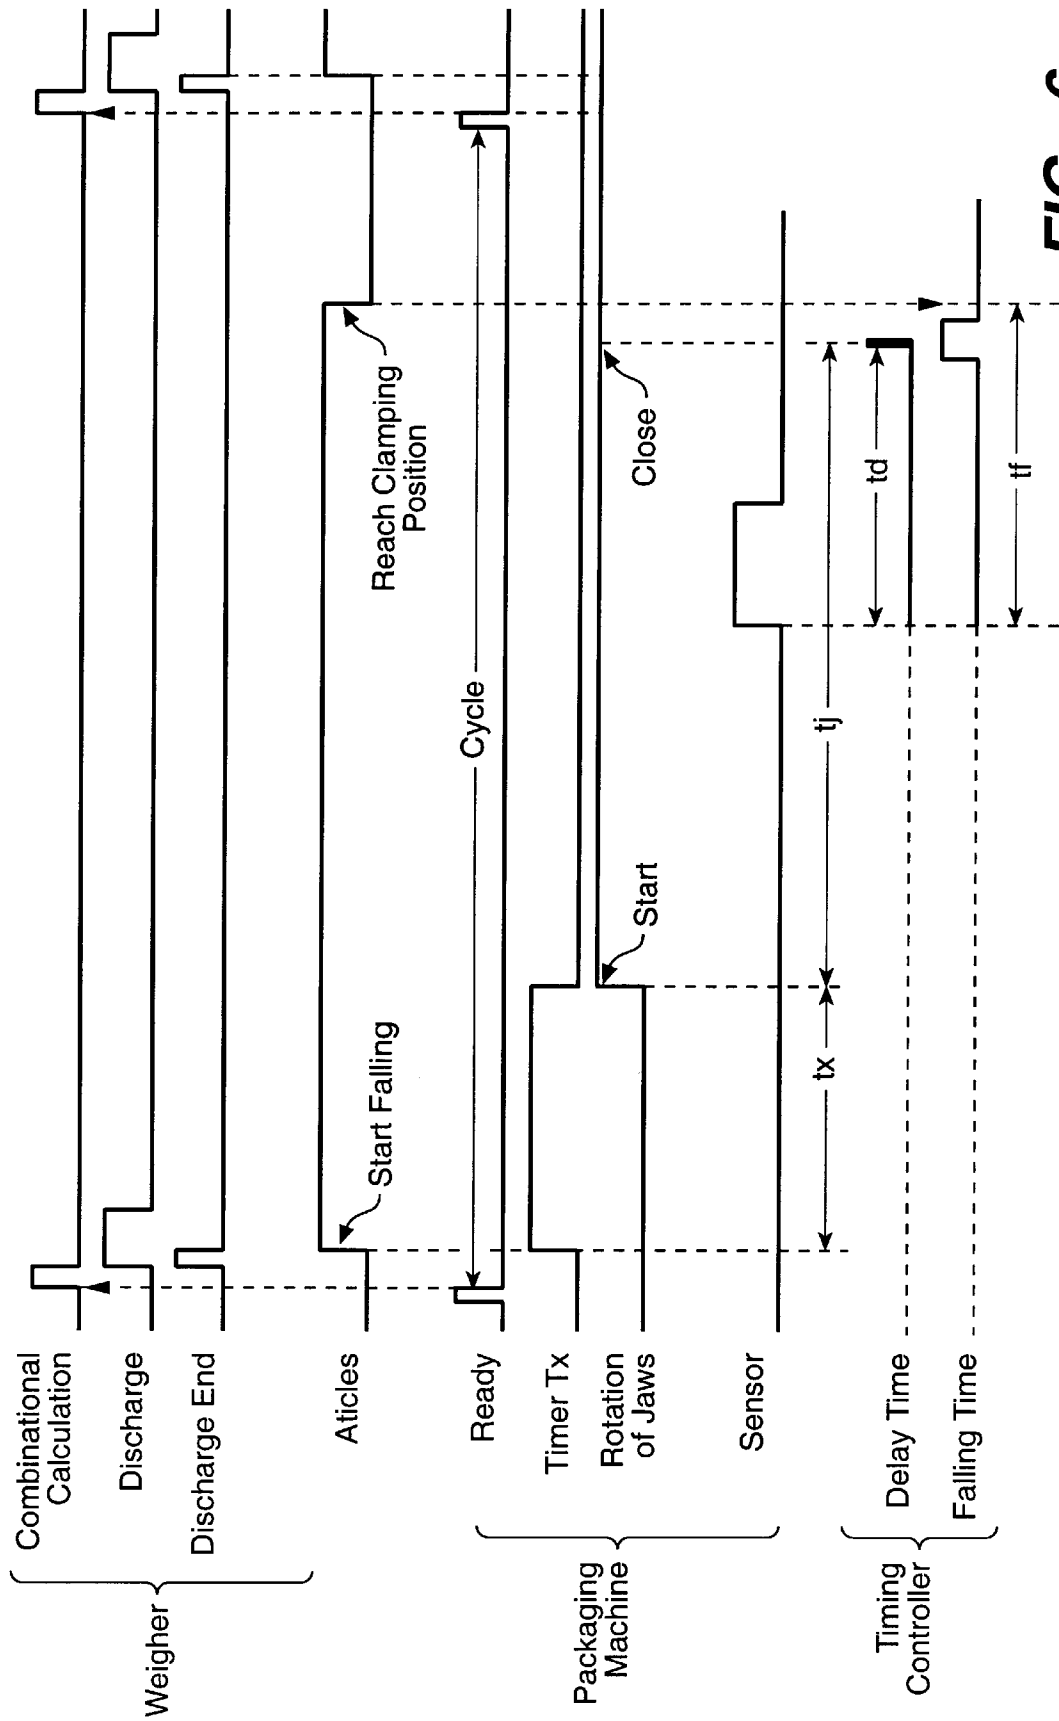 Weigher
Combinational
Calculation
Discharge
Discharge End
Aticles
Start Falling
Reach Clamping
Position
Packaging
Machine
Ready
Cycle
Timer Tx
Rotation
of Jaws
Start
Close
Sensor
tx
tj
Timing
Controller
Delay Time
td
Falling Time
tf